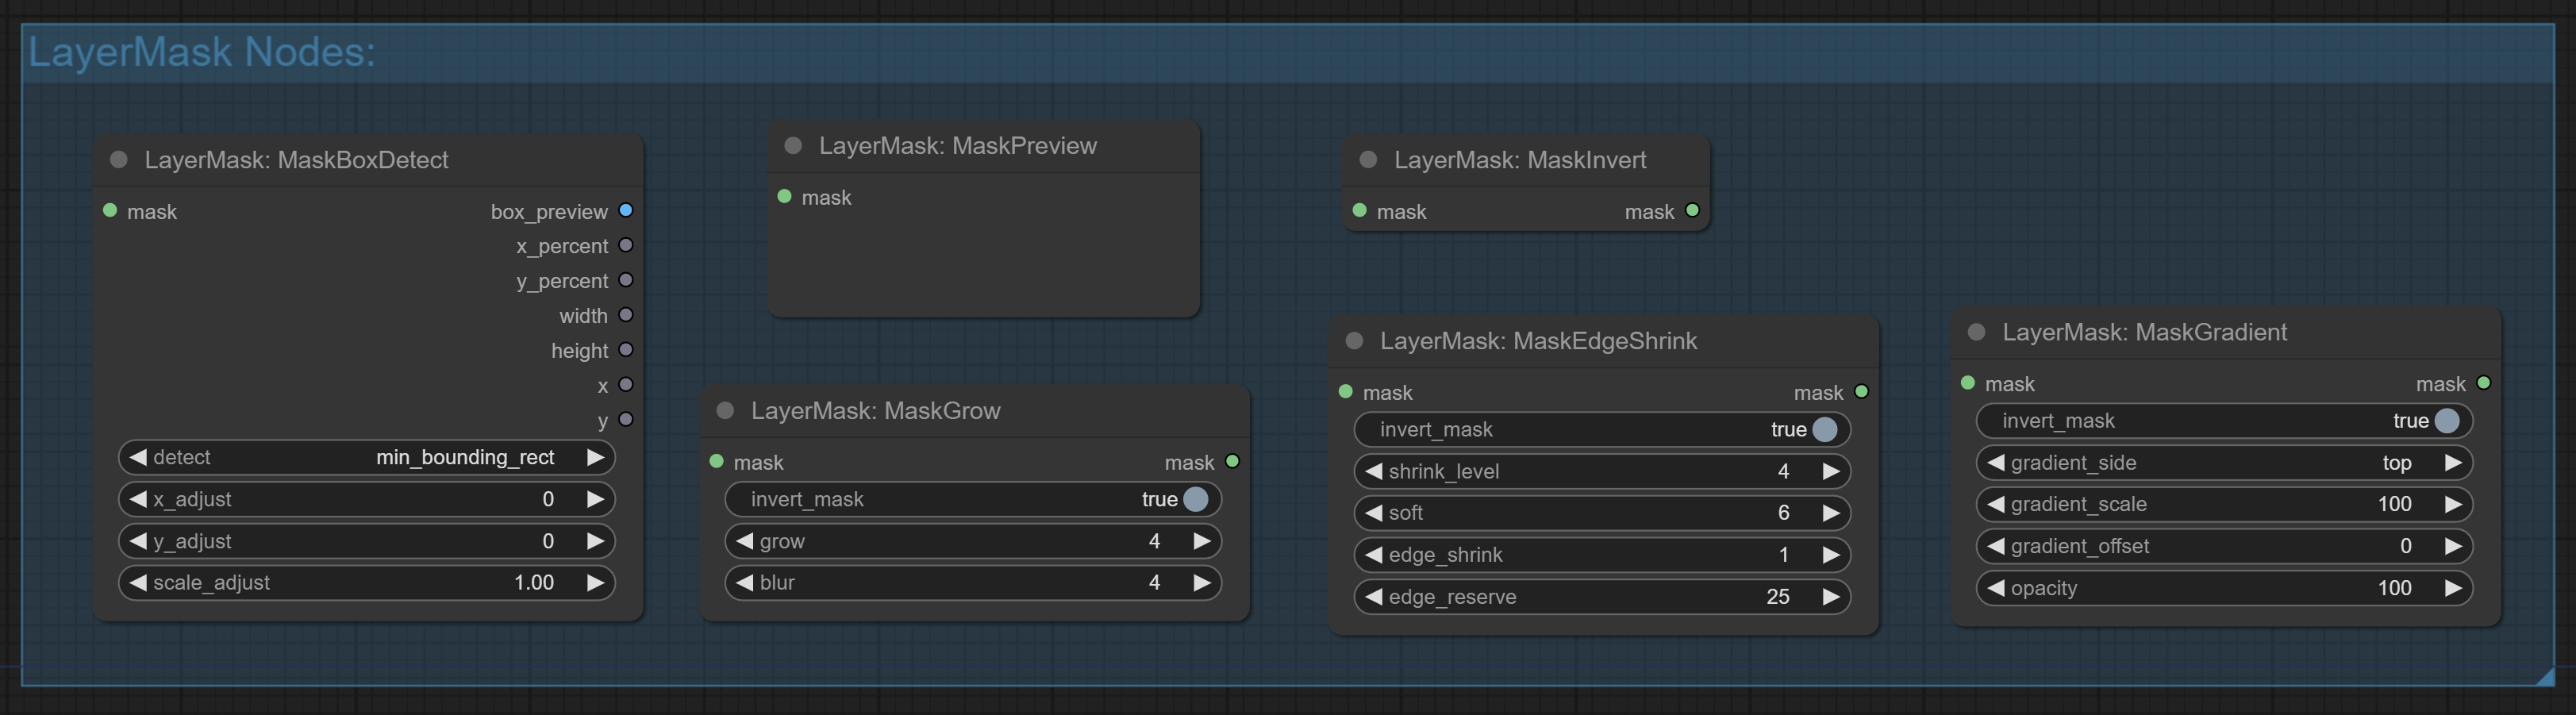 LayerMask Nodes:
LayerMask: MaskBoxDetect
mask box_preview
x_percent
y_percent
width
height
x
y
detect min_bounding_rect
x_adjust 0
y_adjust 0
scale_adjust 1.00
LayerMask: MaskPreview
mask
LayerMask: MaskGrow
mask mask
invert_mask true
grow 4
blur 4
LayerMask: MaskInvert
mask mask
LayerMask: MaskEdgeShrink
mask mask
invert_mask true
shrink_level 4
soft 6
edge_shrink 1
edge_reserve 25
LayerMask: MaskGradient
mask mask
invert_mask true
gradient_side top
gradient_scale 100
gradient_offset 0
opacity 100